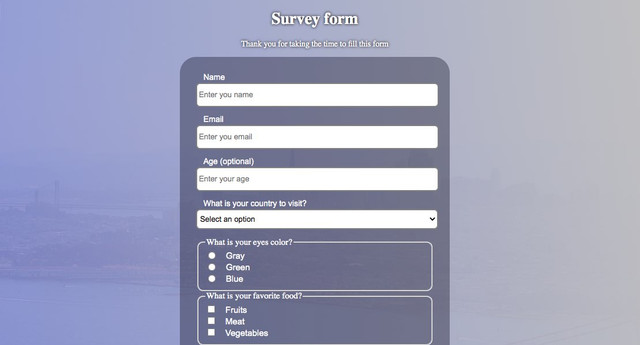 Survey form
Thank you for taking the time to fill this form
Name
Enter you name
Email
Enter you email
Age (optional)
Enter your age
What is your country to visit?
Select an option
What is your eyes color?
Gray
Green
Blue
What is your favorite food?
Fruits
Meat
Vegetables